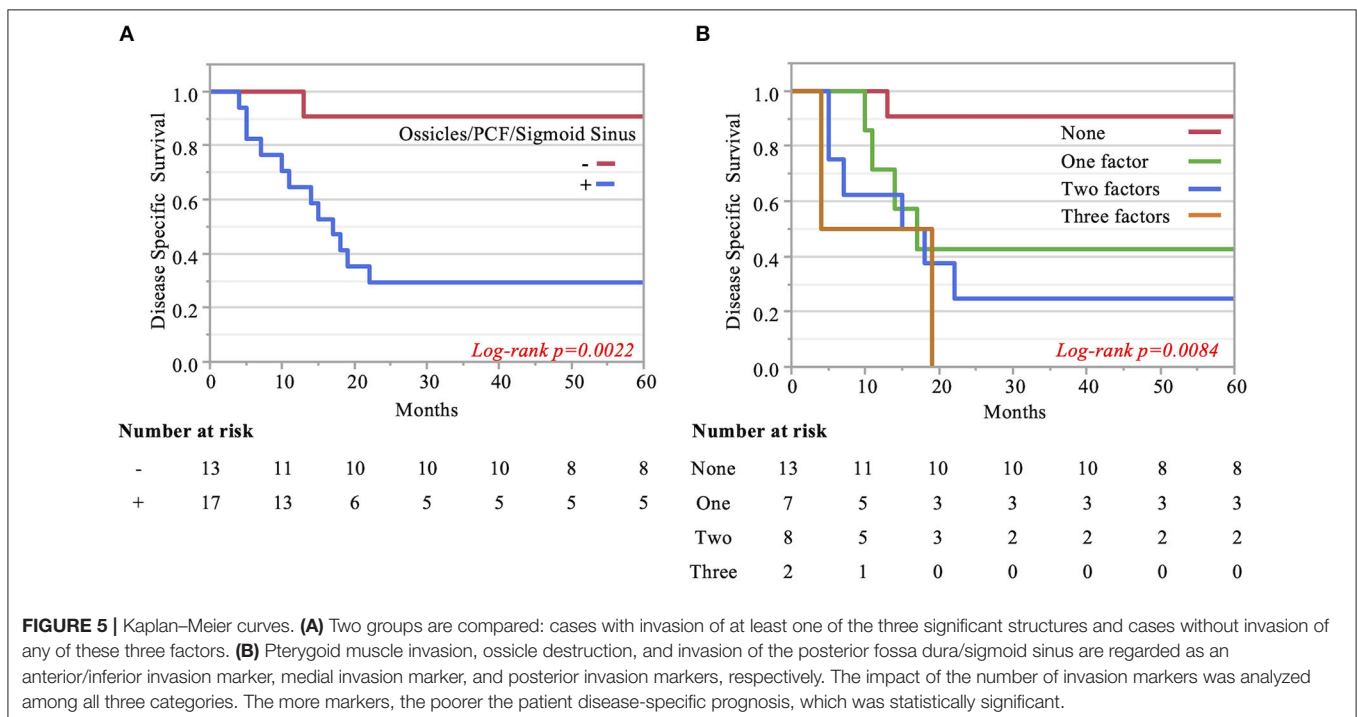 A
Disease Specific Survival
1.0
0.8
0.6
0.4
0.2
0.0
Ossicles/PCF/Sigmoid Sinus
-
+
Log-rank p=0.0022
0 10 20 30 40 50 60
Months
Number at risk
- 13 11 10 10 10 8 8
+ 17 13 6 5 5 5 5
B
Disease Specific Survival
1.0
0.8
0.6
0.4
0.2
0.0
None
One factor
Two factors
Three factors
Log-rank p=0.0084
0 10 20 30 40 50 60
Months
Number at risk
None 13 11 10 10 10 8 8
One 7 5 3 3 3 3 3
Two 8 5 3 2 2 2 2
Three 2 1 0 0 0 0 0
FIGURE 5 | Kaplan–Meier curves. (A) Two groups are compared: cases with invasion of at least one of the three significant structures and cases without invasion of
any of these three factors. (B) Pterygoid muscle invasion, ossicle destruction, and invasion of the posterior fossa dura/sigmoid sinus are regarded as an
anterior/inferior invasion marker, medial invasion marker, and posterior invasion markers, respectively. The impact of the number of invasion markers was analyzed
among all three categories. The more markers, the poorer the patient disease-specific prognosis, which was statistically significant.